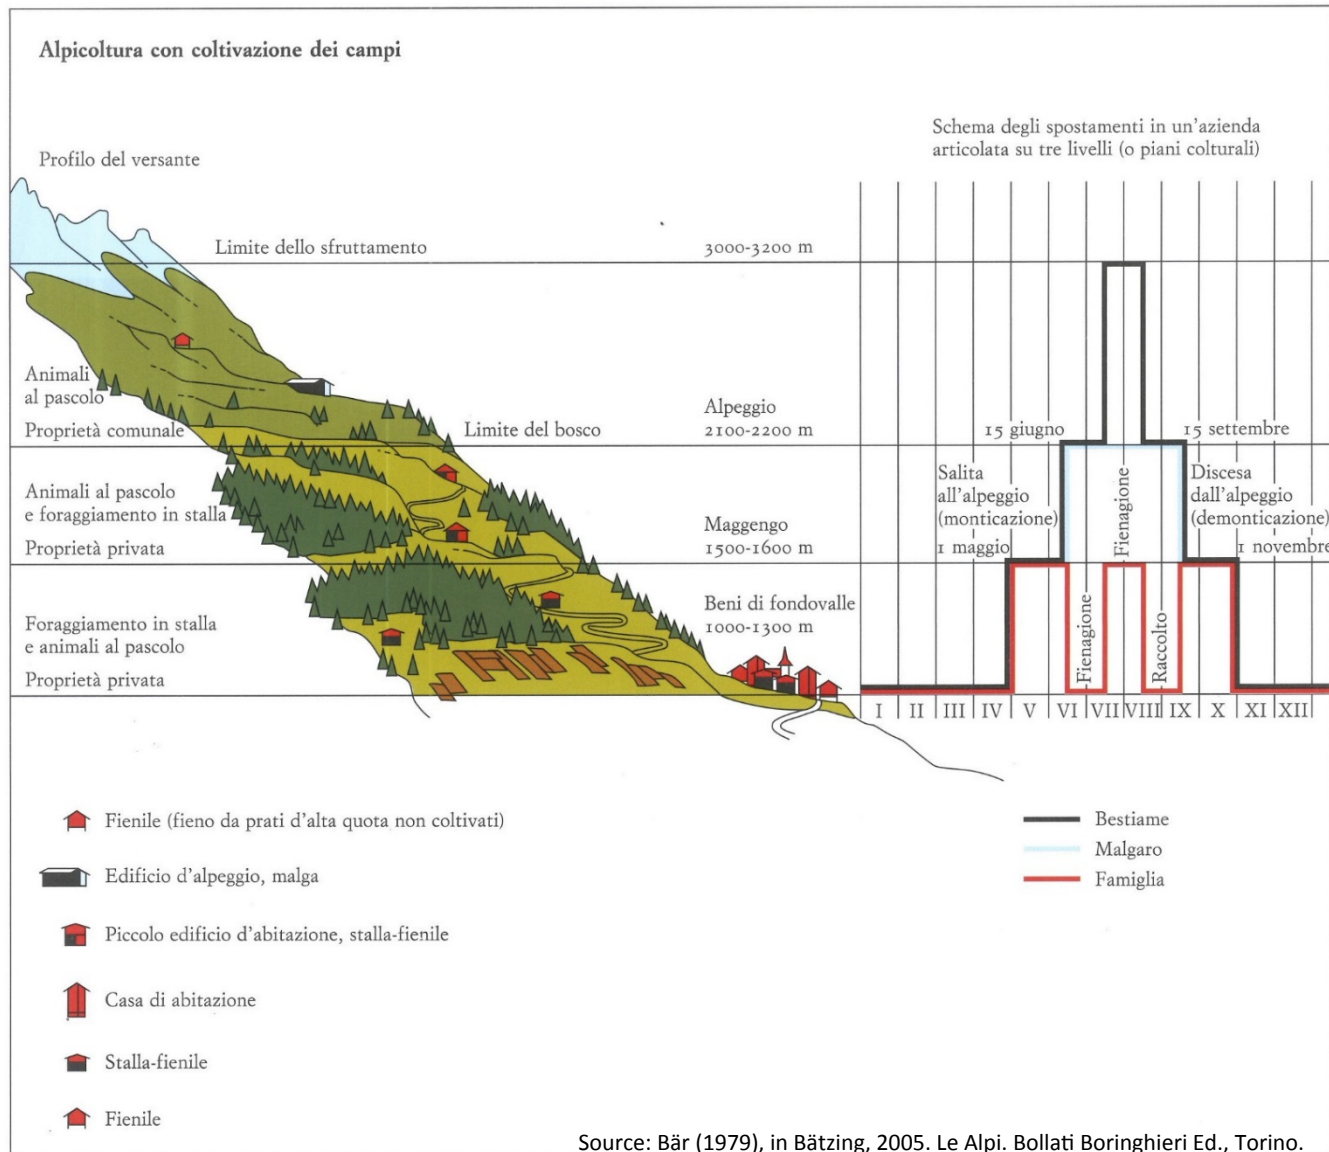 Alpicoltura con coltivazione dei campi
Profilo del versante
Schema degli spostamenti in un'azienda
articolata su tre livelli (o piani colturali)
Limite dello sfruttamento
3000-3200 m
Animali
al pascolo
Proprietà comunale
Limite del bosco
Alpeggio
2100-2200 m
15 giugno
15 settembre
Animali al pascolo
e foraggiamento in stalla
Proprietà privata
Maggengo
1500-1600 m
Salita
all'alpeggio
(monticazione)
1 maggio
Fienagione
Discesa
dall'alpeggio
(demonticazione)
1 novembre
Foraggiamento in stalla
e animali al pascolo
Proprietà privata
Beni di fondovalle
1000-1300 m
Fienagione
Raccolto
I II III IV V VI VII VIII IX X XI XII
Fienile (fieno da prati d'alta quota non coltivati)
Edificio d'alpeggio, malga
Piccolo edificio d'abitazione, stalla-fienile
Casa di abitazione
Stalla-fienile
Fienile
Bestiame
Malgaro
Famiglia
Source: Bär (1979), in Bätzing, 2005. Le Alpi. Bollati Boringhieri Ed., Torino.